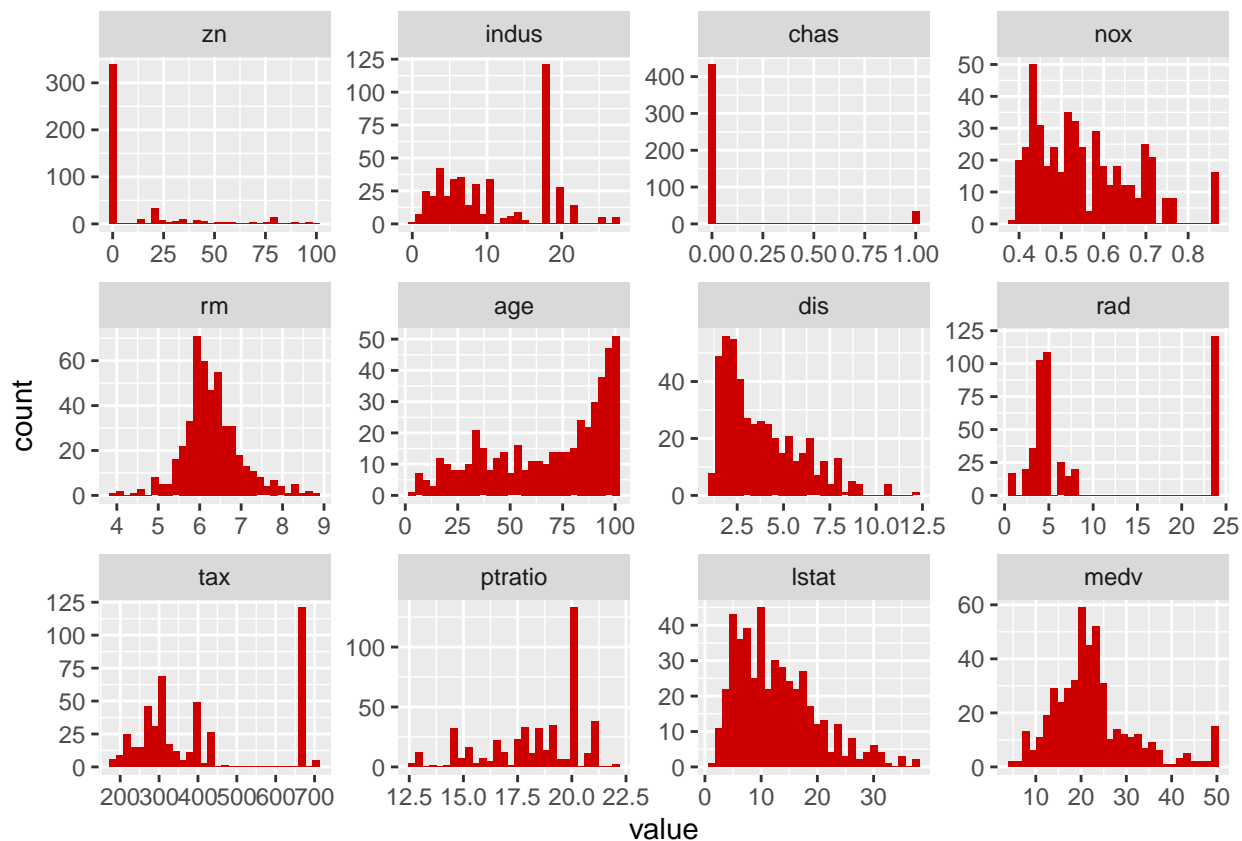 zn indus chas nox
300 200 100 0
0 25 50 75 100
125 100 75 50 25 0
0 10 20
400 300 200 100 0
0.00 0.25 0.50 0.75 1.00
50 40 30 20 10 0
0.4 0.5 0.6 0.7 0.8
rm age dis rad
60 40 20 0
4 5 6 7 8 9
50 40 30 20 10 0
0 25 50 75 100
40 20 0
2.5 5.0 7.5 10.0 12.5
125 100 75 50 25 0
0 5 10 15 20 25
tax ptratio lstat medv
125 100 75 50 25 0
200 300 400 500 600 700
100 50 0
12.5 15.0 17.5 20.0 22.5
40 30 20 10 0
0 10 20 30
60 40 20 0
10 20 30 40 50
count
value